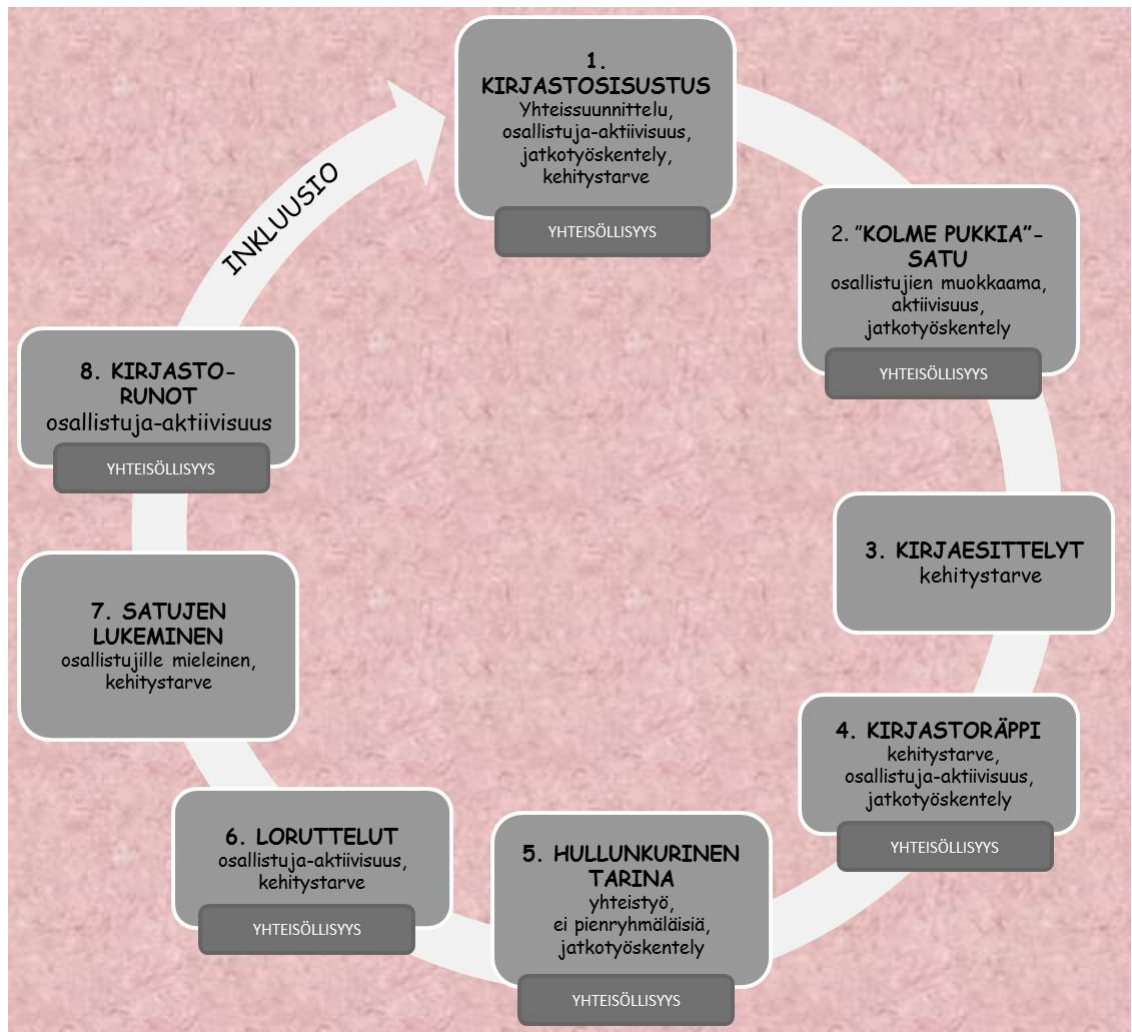 1.
KIRJASTOSISUSTUS
Yhteissuunnittelu,
osallistuja-aktiivisuus,
jatkotyöskentely,
kehitystarve
YHTEISÖLLISYYS
2. "KOLME PUKKIA"-
SATU
osallistujien muokkaama,
aktiivisuus,
jatkotyöskentely
YHTEISÖLLISYYS
3. KIRJAESITTELYT
kehitystarve
4. KIRJASTORÄPPI
kehitystarve,
osallistuja-aktiivisuus,
jatkotyöskentely
YHTEISÖLLISYYS
5. HULLUNKURINEN
TARINA
yhteistyö,
ei pienryhmäläisiä,
jatkotyöskentely
YHTEISÖLLISYYS
6. LORUTTELUT
osallistuja-aktiivisuus,
kehitystarve
YHTEISÖLLISYYS
7. SATUJEN
LUKEMINEN
osallistujille mieleinen,
kehitystarve
8. KIRJASTO-
RUNOT
osallistuja-aktiivisuus
YHTEISÖLLISYYS
INKLUUSIO